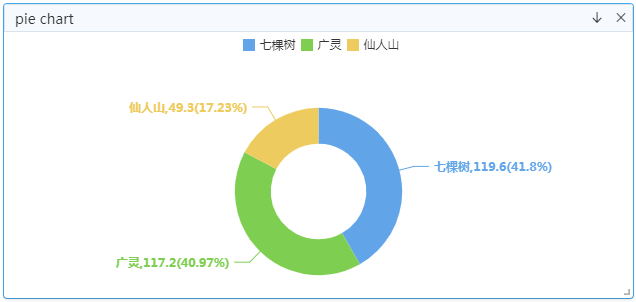 pie chart
七棵树 广灵 仙人山
仙人山,49.3(17.23%)
七棵树,119.6(41.8%)
广灵,117.2(40.97%)